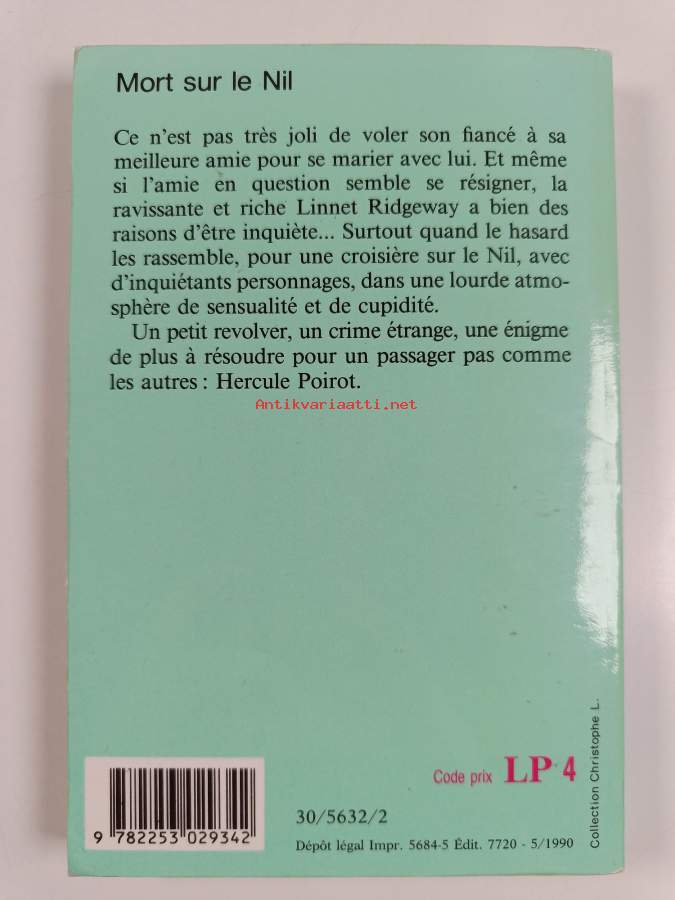 Mort sur le Nil
Ce n'est pas très joli de voler son fiancé à sa
meilleure amie pour se marier avec lui. Et même
si l'amie en question semble se résigner, la
ravissante et riche Linnet Ridgeway a bien des
raisons d'être inquiète... Surtout quand le hasard
les rassemble, pour une croisière sur le Nil, avec
d'inquiétants personnages, dans une lourde atmo-
sphère de sensualité et de cupidité.
Un petit revolver, un crime étrange, une énigme
de plus à résoudre pour un passager pas comme
les autres : Hercule Poirot.
Antikvariaatti.net
Collection Christophe L.
Code prix LP 4
9 782253 029342
30/5632/2
Dépôt légal Impr. 5684-5 Édit. 7720 - 5/1990